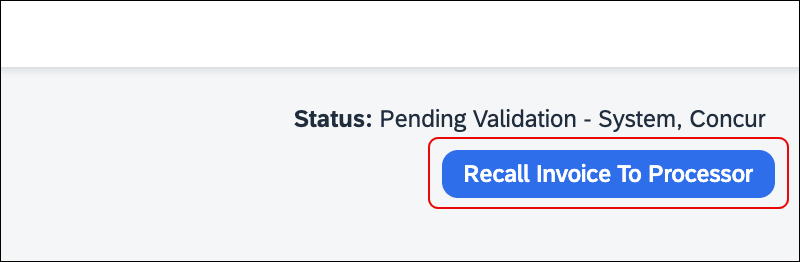 Status: Pending Validation - System, Concur
Recall Invoice To Processor